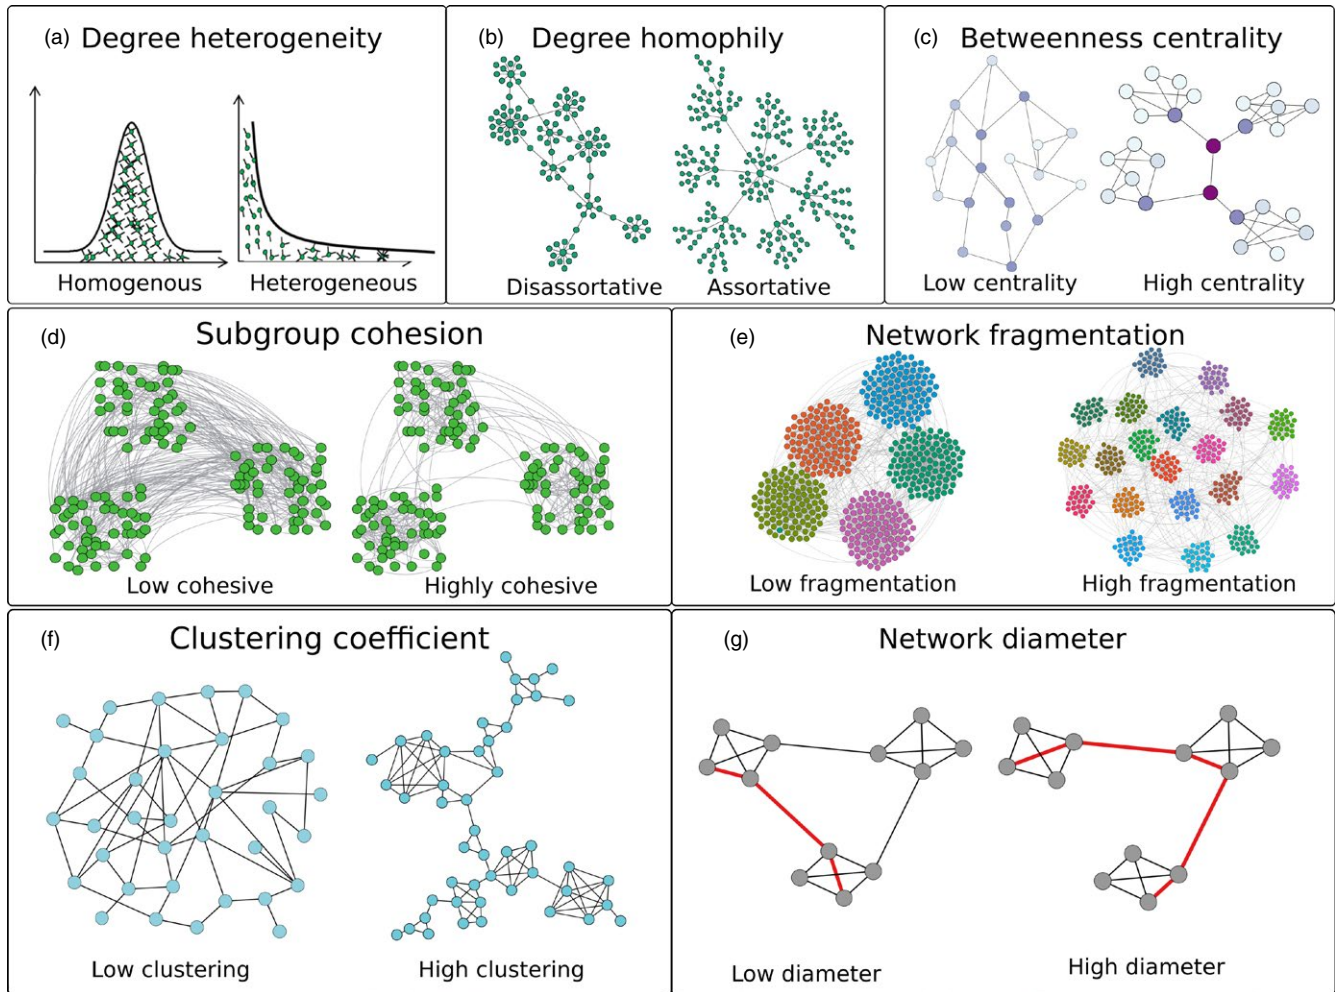 (a) Degree heterogeneity
Homogenous
Heterogeneous
(b) Degree homophily
Disassortative
Assortative
(c) Betweenness centrality
Low centrality
High centrality
(d) Subgroup cohesion
Low cohesive
Highly cohesive
(e) Network fragmentation
Low fragmentation
High fragmentation
(f) Clustering coefficient
Low clustering
High clustering
(g) Network diameter
Low diameter
High diameter